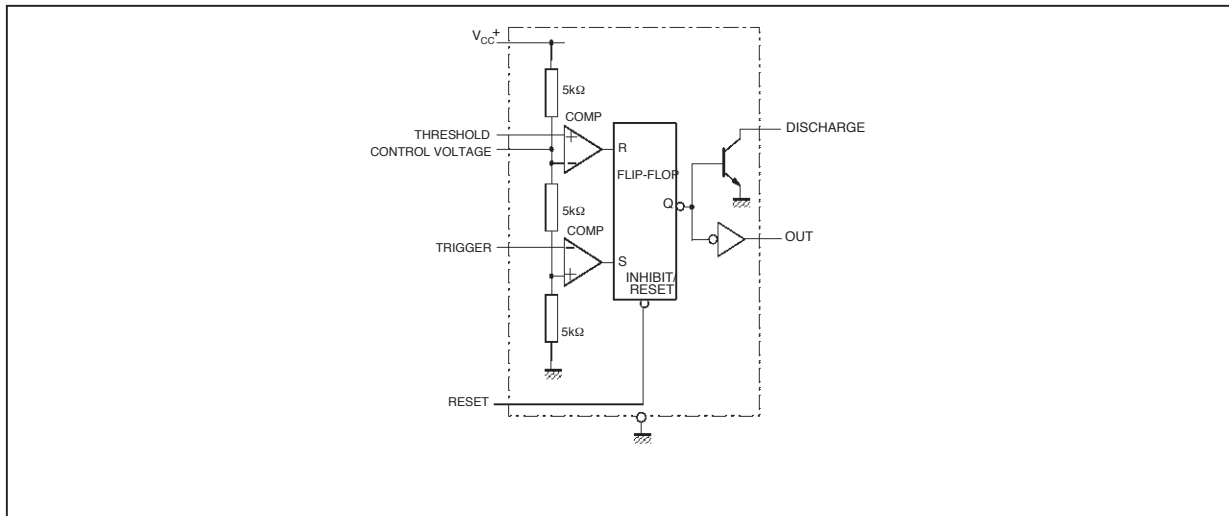 VCC+
5kΩ
COMP
THRESHOLD
CONTROL VOLTAGE
R
FLIP-FLOP
DISCHARGE
Q
5kΩ
COMP
TRIGGER
OUT
S
INHIBIT/
RESET
5kΩ
RESET